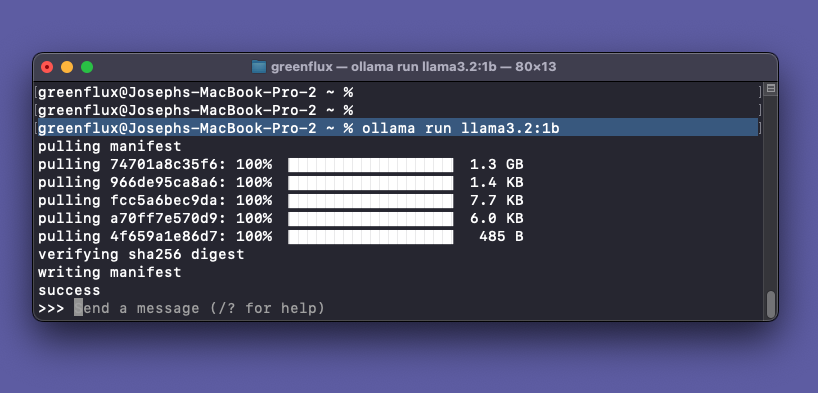 greenflux — ollama run llama3.2:1b — 80×13
[greenflux@Josephs-MacBook-Pro-2 ~ % ]
[greenflux@Josephs-MacBook-Pro-2 ~ % ]
[greenflux@Josephs-MacBook-Pro-2 ~ % ollama run llama3.2:1b ]
pulling manifest
pulling 74701a8c35f6: 100% 1.3 GB
pulling 966de95ca8a6: 100% 1.4 KB
pulling fcc5a6bec9da: 100% 7.7 KB
pulling a70ff7e570d9: 100% 6.0 KB
pulling 4f659a1e86d7: 100% 485 B
verifying sha256 digest
writing manifest
success
>>> Send a message (/? for help)